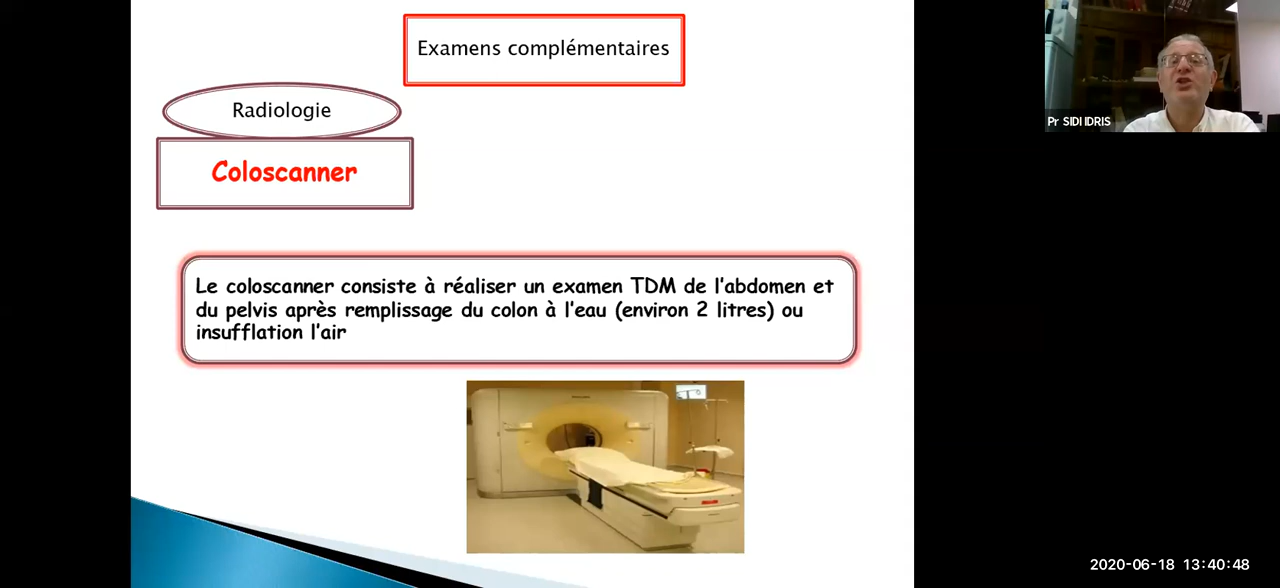 Examens complémentaires
Radiologie
Coloscanner
Le coloscanner consiste à réaliser un examen TDM de l'abdomen et
du pelvis après remplissage du colon à l'eau (environ 2 litres) ou
insufflation l'air
Pr SIDI IDRIS
2020-06-18 13:40:48